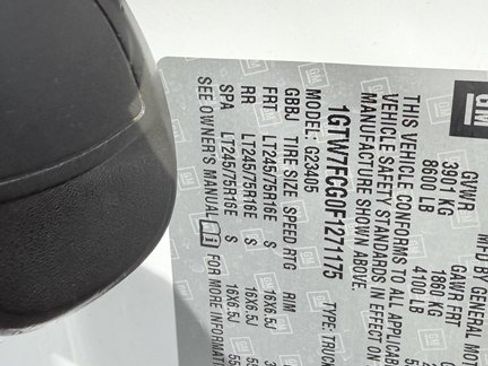 GM
MFD BY GENERAL MOT
GVWR GAWR FRT
3901 KG 1860 KG
8600 LB 4100 LB
THIS VEHICLE CONFORMS TO ALL APPLICAB
VEHICLE SAFETY STANDARDS IN EFFECT ON
MANUFACTURE SHOWN ABOVE.
1GTW7FCG0F1271175 TYPE: TRUCK
MODEL: G23405
GBBJ TIRE SIZE SPEED RTG RIM
FRT LT245/75R16E S 16X6.5J
RR LT245/75R16E S 16X6.5J
SPA LT245/75R16E S 16X6.5J
SEE OWNER'S MANUAL FOR MORE INFORM